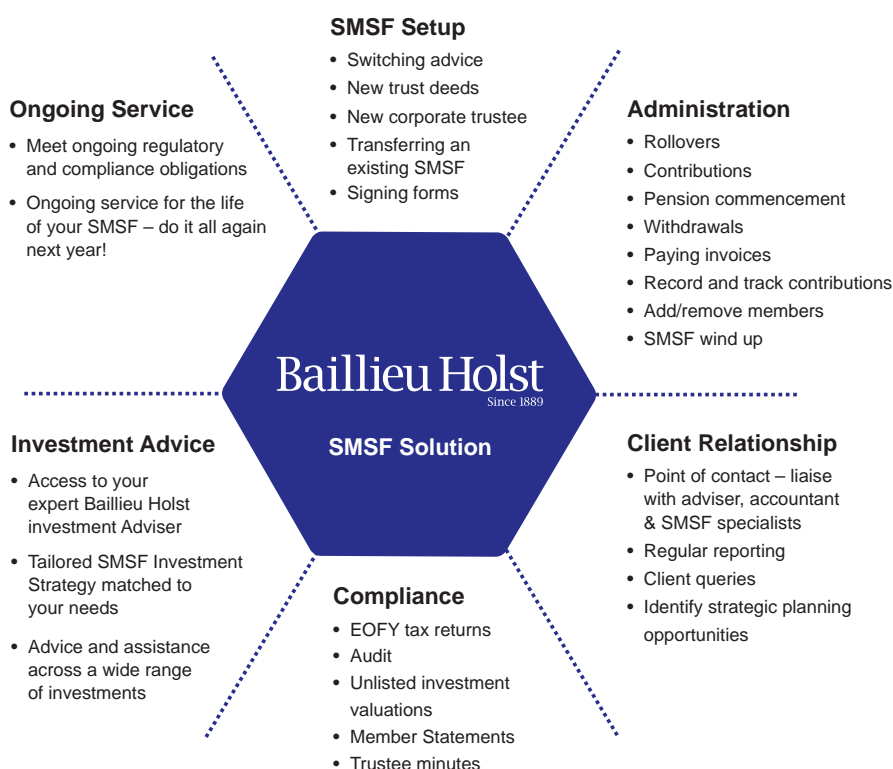 SMSF Setup
• Switching advice
• New trust deeds
• New corporate trustee
• Transferring an
existing SMSF
• Signing forms
Administration
• Rollovers
• Contributions
• Pension commencement
• Withdrawals
• Paying invoices
• Record and track contributions
• Add/remove members
• SMSF wind up
Client Relationship
• Point of contact – liaise
with adviser, accountant
& SMSF specialists
• Regular reporting
• Client queries
• Identify strategic planning
opportunities
Compliance
• EOFY tax returns
• Audit
• Unlisted investment
valuations
• Member Statements
• Trustee minutes
Investment Advice
• Access to your
expert Baillieu Holst
investment Adviser
• Tailored SMSF Investment
Strategy matched to
your needs
• Advice and assistance
across a wide range
of investments
Ongoing Service
• Meet ongoing regulatory
and compliance obligations
• Ongoing service for the life
of your SMSF – do it all again
next year!
Baillieu Holst
Since 1889
SMSF Solution